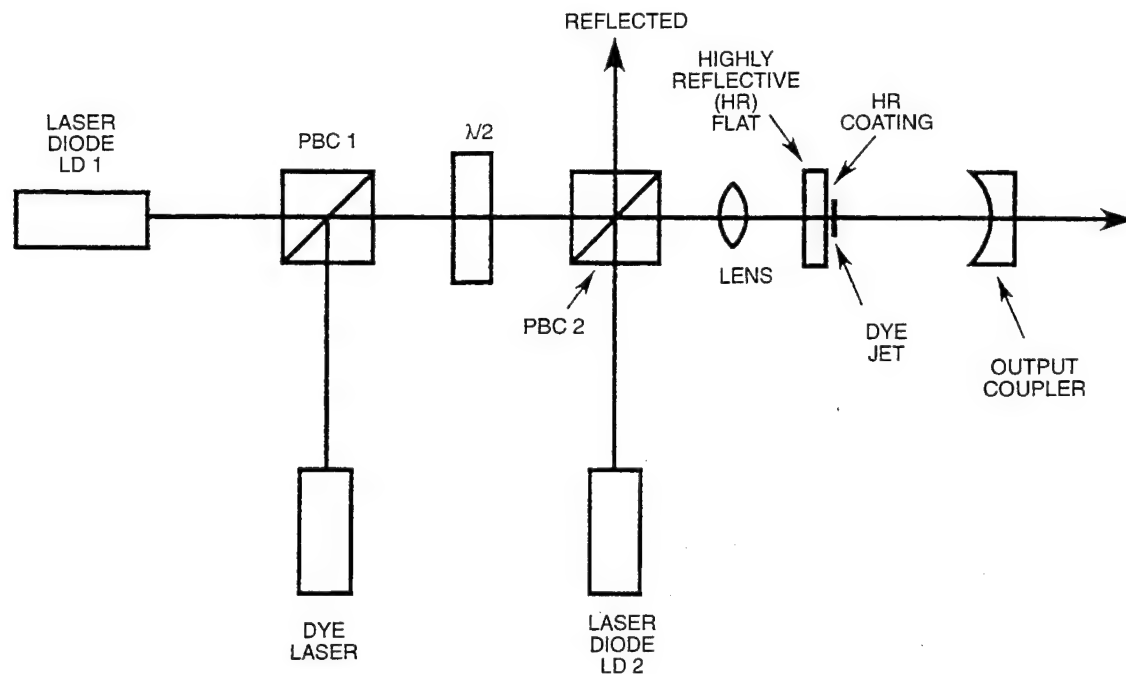 REFLECTED
HIGHLY
REFLECTIVE
(HR)
FLAT
HR
COATING
LASER
DIODE
LD 1
PBC 1
λ/2
LENS
PBC 2
DYE
JET
OUTPUT
COUPLER
DYE
LASER
LASER
DIODE
LD 2